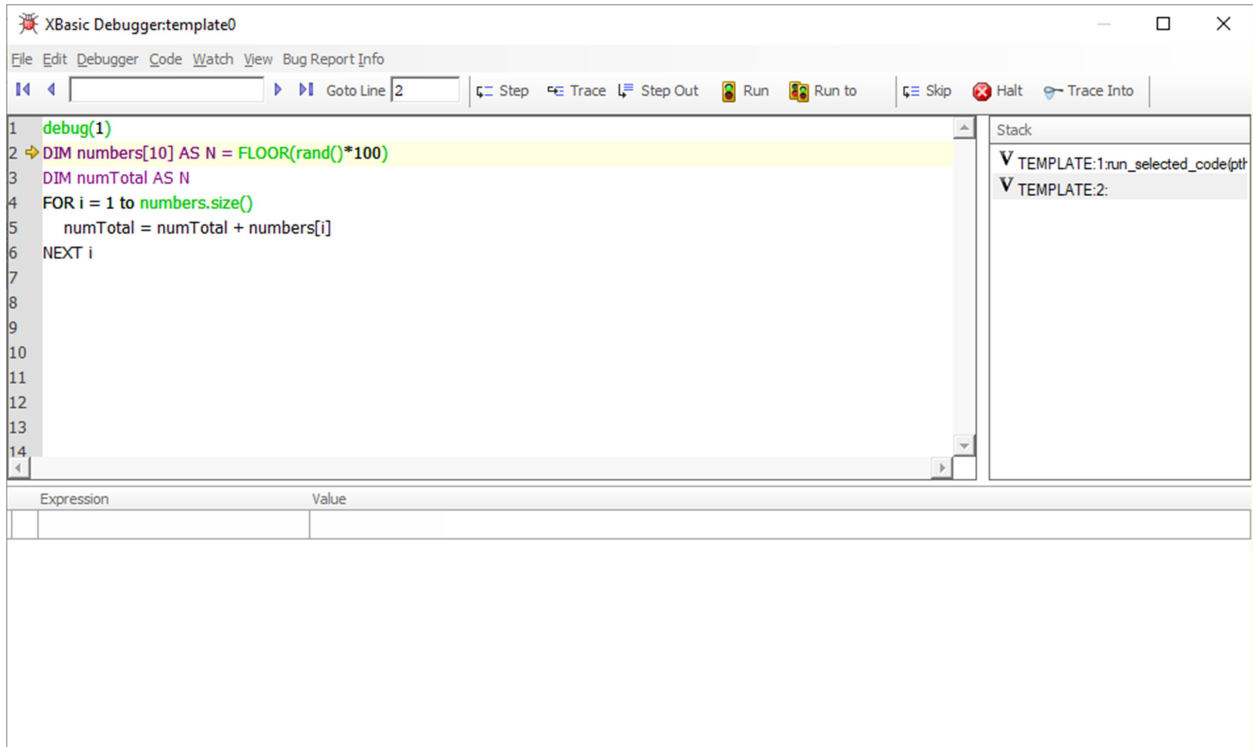 XBasic Debugger:template0
File Edit Debugger Code Watch View Bug Report Info
Goto Line 2 Step Trace Step Out Run Run to Skip Halt Trace Into
1 debug(1)
2 DIM numbers[10] AS N = FLOOR(rand()*100)
3 DIM numTotal AS N
4 FOR i = 1 to numbers.size()
5 numTotal = numTotal + numbers[i]
6 NEXT i
7
8
9
10
11
12
13
14
Stack
V TEMPLATE:1:run_selected_code(pth
V TEMPLATE:2:
Expression Value